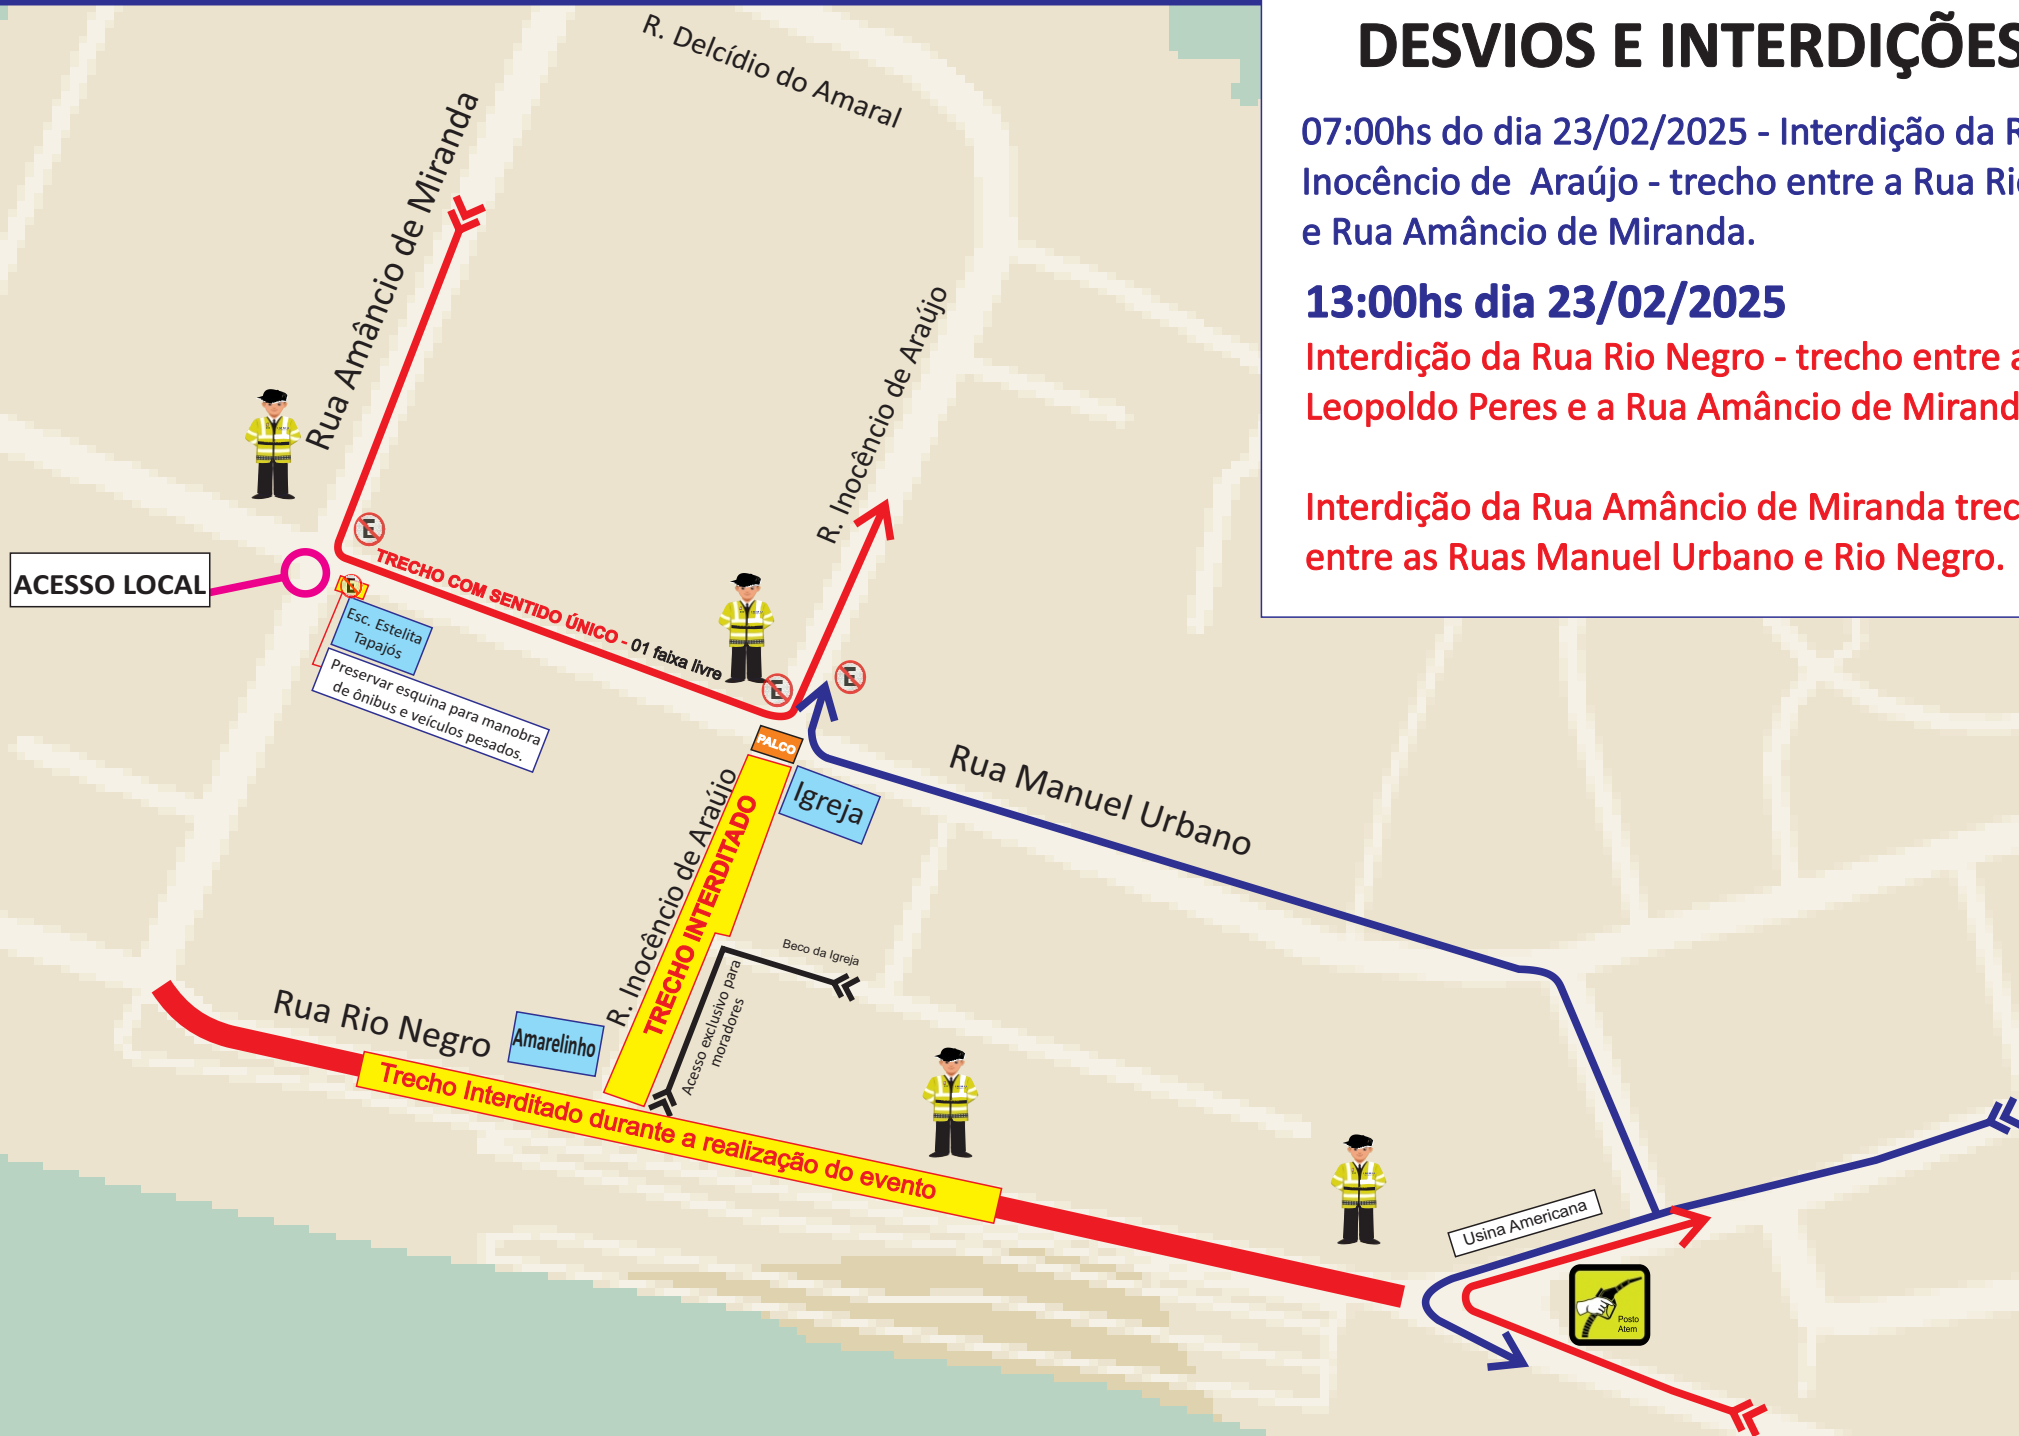 DESVIOS E INTERDIÇÕES
07:00hs do dia 23/02/2025 - Interdição da R
Inocêncio de Araújo - trecho entre a Rua Ri
e Rua Amâncio de Miranda.
13:00hs dia 23/02/2025
Interdição da Rua Rio Negro - trecho entre a
Leopoldo Peres e a Rua Amâncio de Mirand
Interdição da Rua Amâncio de Miranda trec
entre as Ruas Manuel Urbano e Rio Negro.
R. Delcídio do Amaral
Rua Amâncio de Miranda
R. Inocêncio de Araújo
ACESSO LOCAL
E
E
TRECHO COM SENTIDO ÚNICO - 01 faixa livre
E
E
Esc. Estelita
Tapajós
Preservar esquina para manobra
de ônibus e veículos pesados.
PALCO
Igreja
Rua Manuel Urbano
R. Inocêncio de Araújo
TRECHO INTERDITADO
Beco da Igreja
Acesso exclusivo para
moradores
Rua Rio Negro
Amarelinho
Trecho Interditado durante a realização do evento
Usina Americana
Posto
Atem